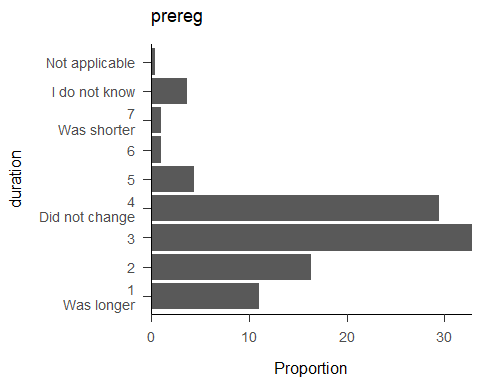 prereg
duration
Not applicable
I do not know
7
Was shorter
6
5
4
Did not change
3
2
1
Was longer
0 10 20 30
Proportion